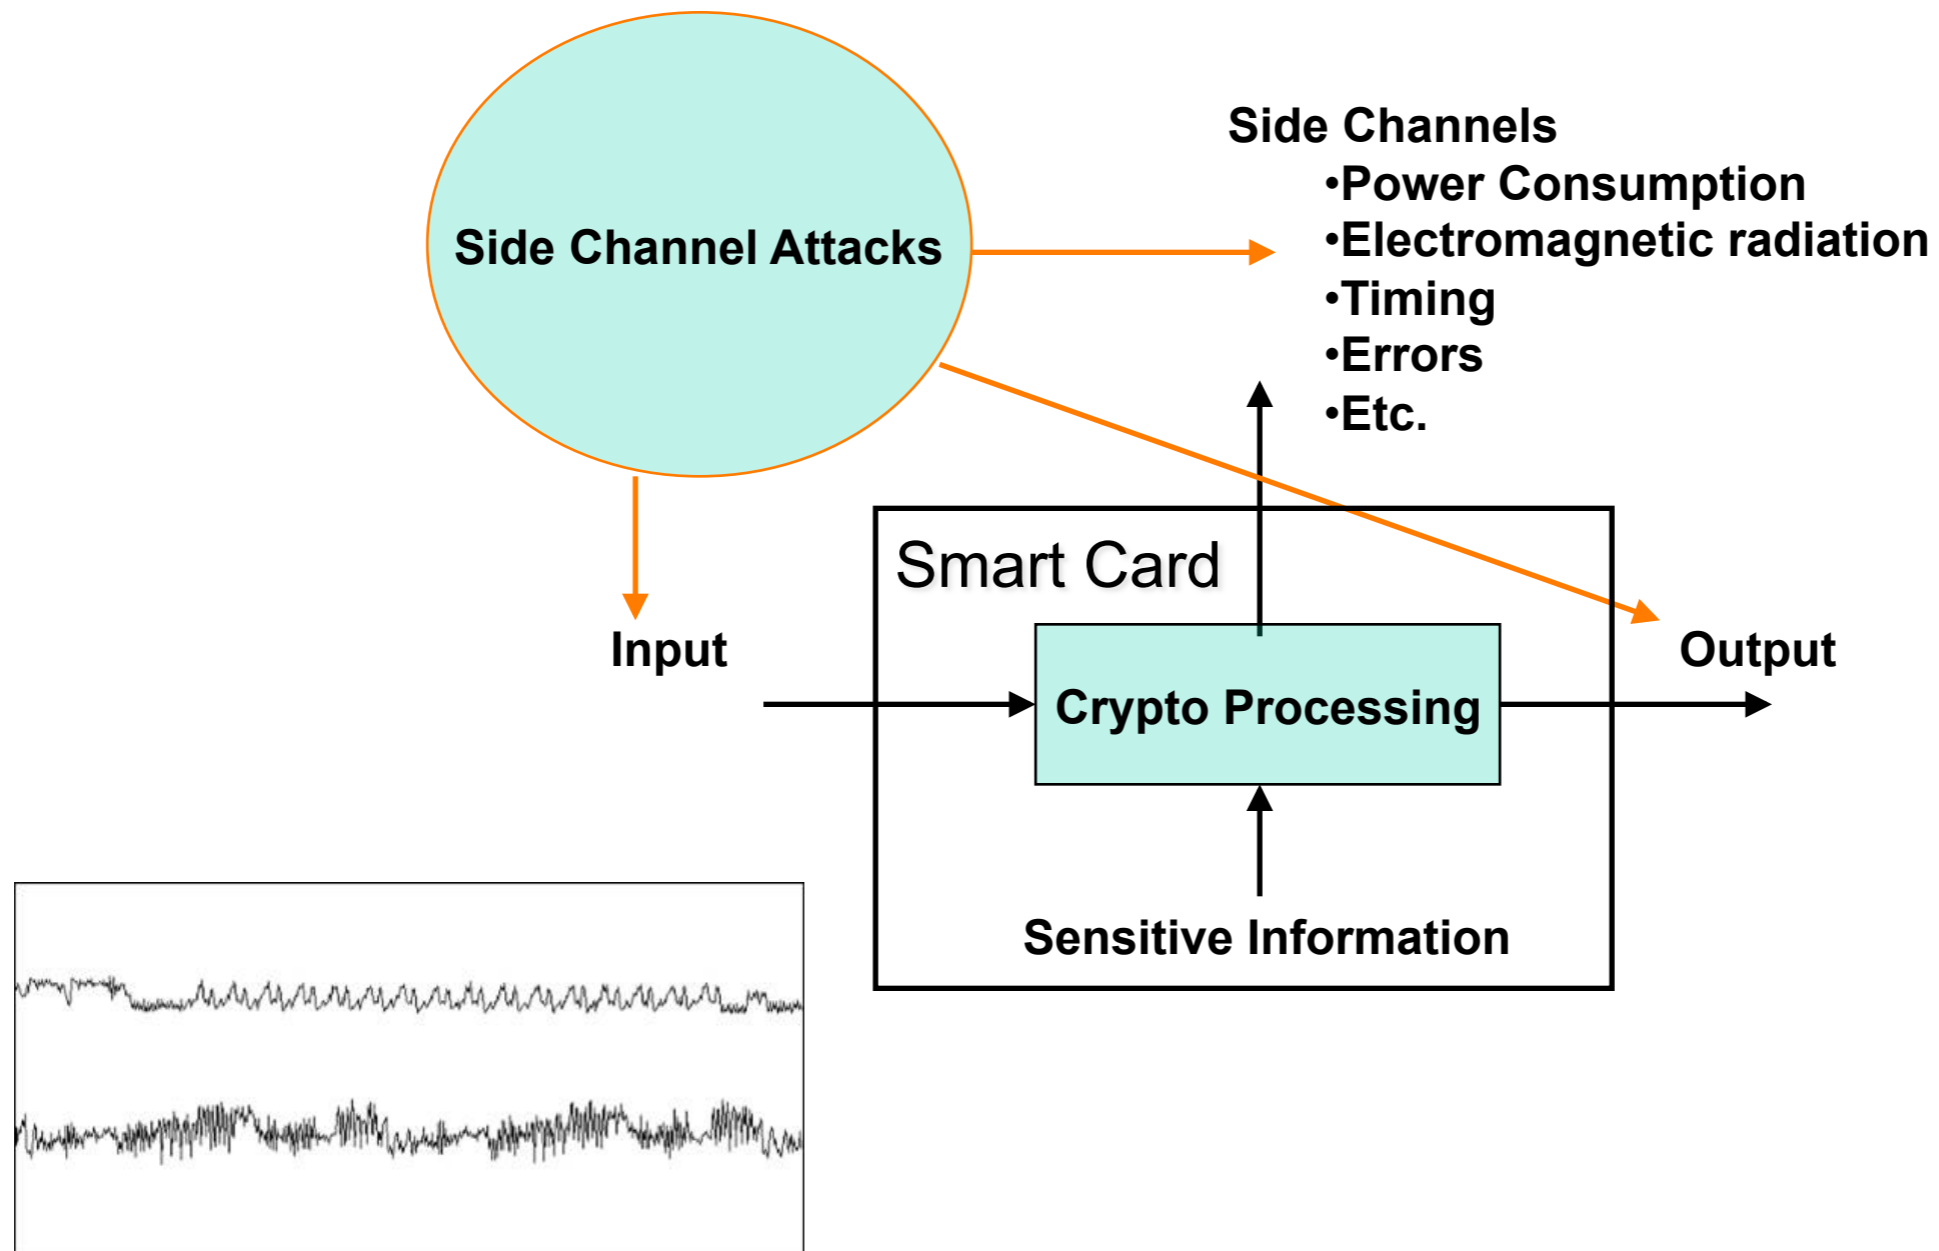 Side Channel Attacks
Side Channels
•Power Consumption
•Electromagnetic radiation
•Timing
•Errors
•Etc.
Smart Card
Input
Output
Crypto Processing
Sensitive Information